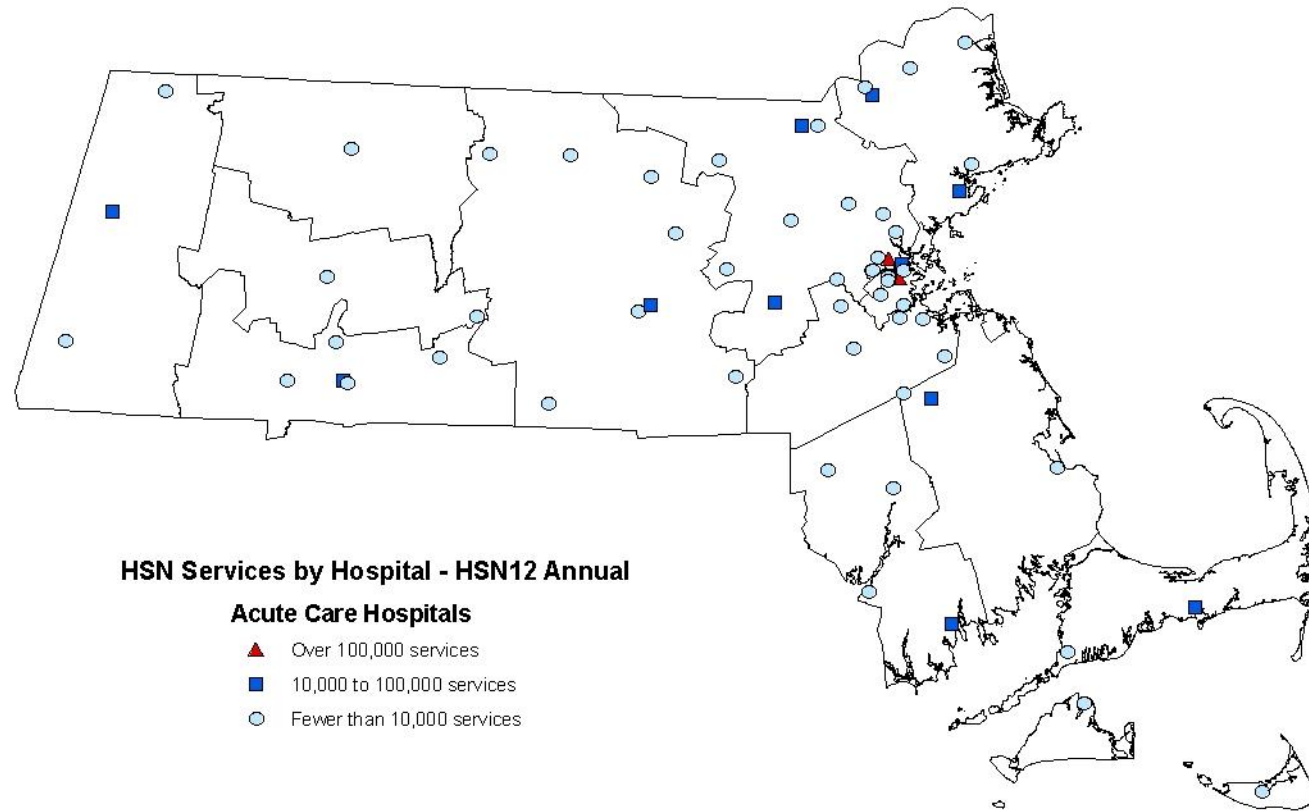 HSN Services by Hospital - HSN12 Annual
Acute Care Hospitals
Over 100,000 services
10,000 to 100,000 services
Fewer than 10,000 services